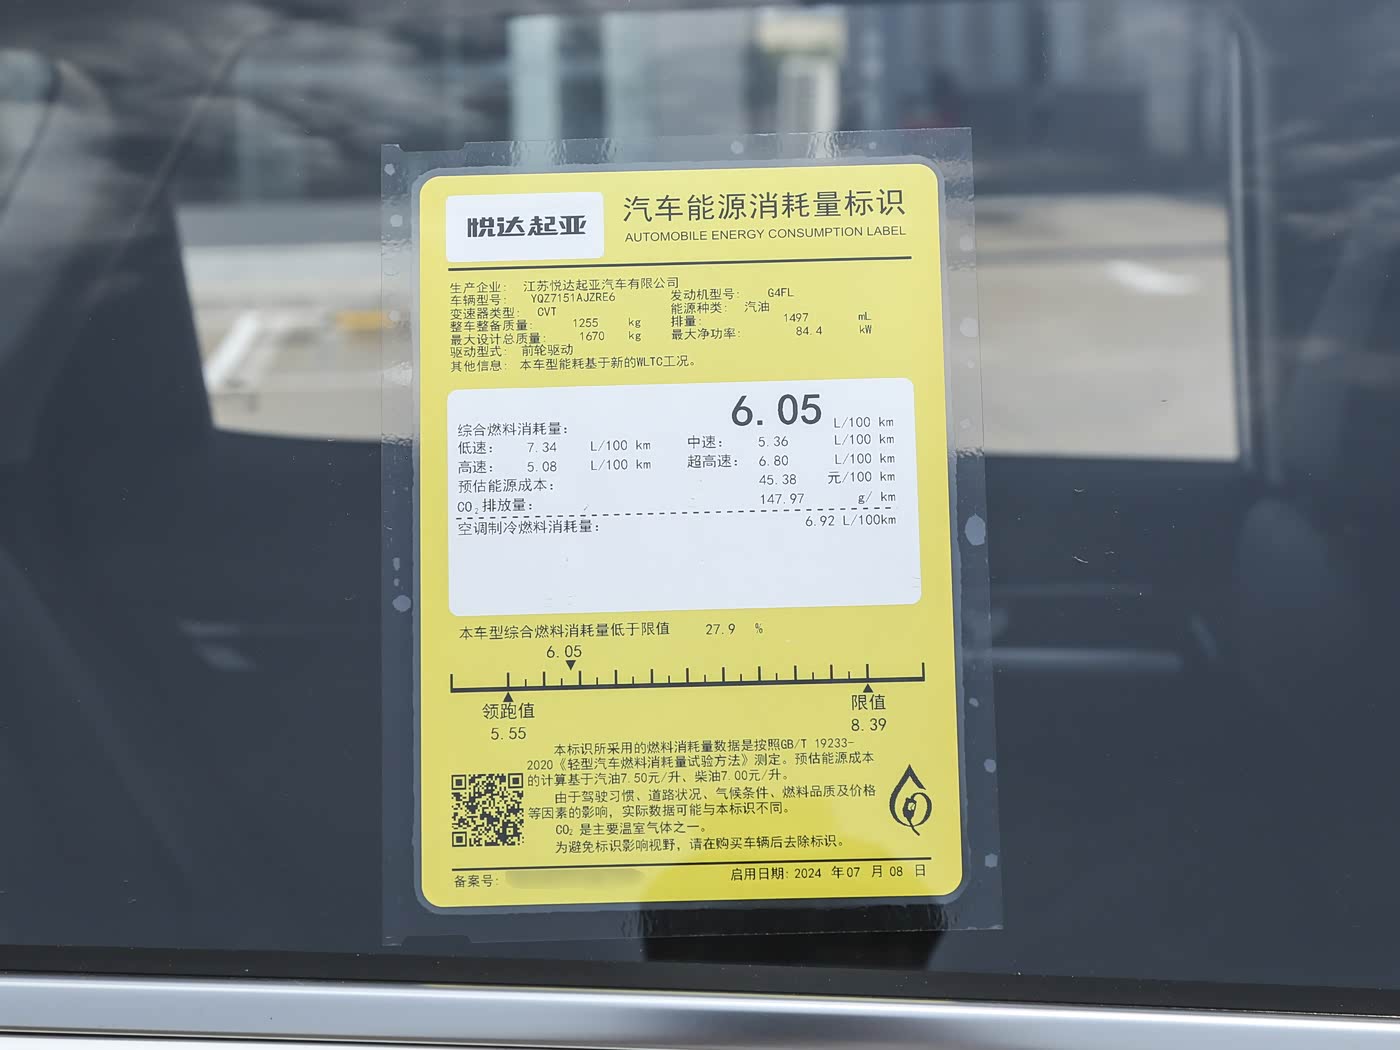 悦达起亚
汽车能源消耗量标识
AUTOMOBILE ENERGY CONSUMPTION LABEL
生产企业: 江苏悦达起亚汽车有限公司
车辆型号: YQZ7151AJZRE6 发动机型号: G4FL
变速器类型: CVT 能源种类: 汽油
整车整备质量: 1255 kg 排量: 1497 mL
最大设计总质量: 1670 kg 最大净功率: 84.4 kW
驱动型式: 前轮驱动
其他信息: 本车型能耗基于新的WLTC工况。
综合燃料消耗量: 6.05 L/100 km
低速: 7.34 L/100 km 中速: 5.36 L/100 km
高速: 5.08 L/100 km 超高速: 6.80 L/100 km
预估能源成本: 45.38 元/100 km
CO₂排放量: 147.97 g/ km
空调制冷燃料消耗量: 6.92 L/100km
本车型综合燃料消耗量低于限值 27.9 %
6.05
领跑值 限值
5.55 8.39
本标识所采用的燃料消耗量数据是按照GB/T 19233-
2020《轻型汽车燃料消耗量试验方法》测定。预估能源成本
的计算基于汽油7.50元/升、柴油7.00元/升。
由于驾驶习惯、道路状况、气候条件、燃料品质及价格
等因素的影响，实际数据可能与本标识不同。
CO₂ 是主要温室气体之一。
为避免标识影响视野，请在购买车辆后去除标识。
备案号: 启用日期: 2024 年07 月 08 日